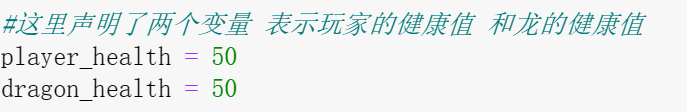 #这里声明了两个变量 表示玩家的健康值 和龙的健康值
player_health = 50
dragon_health = 50